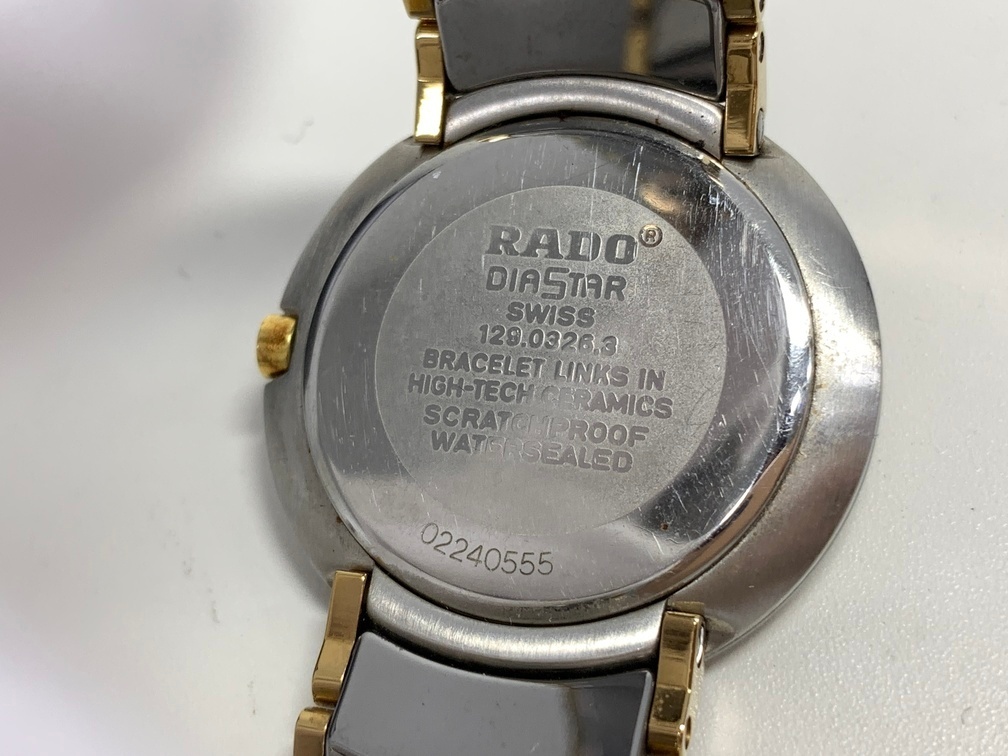 RADO®
DIASTAR
SWISS
129.0326.3
BRACELET LINKS IN
HIGH-TECH CERAMICS
SCRATCHPROOF
WATERSEALED
02240555